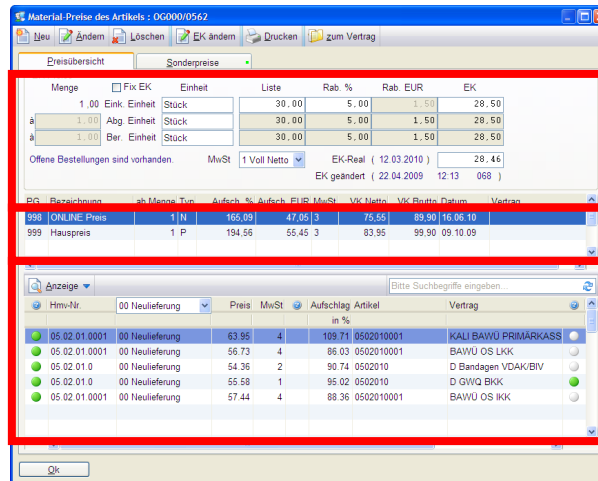 Material-Preise des Artikels : OG000/0562
Neu Ändern Löschen EK ändern Drucken zum Vertrag
Preisübersicht Sonderpreise
Menge Fix EK Einheit Liste Rab. % Rab. EUR EK
1,00 Eink. Einheit Stück 30,00 5,00 1,50 28,50
à 1,00 Abg. Einheit Stück 30,00 5,00 1,50 28,50
à 1,00 Ber. Einheit Stück 30,00 5,00 1,50 28,50
Offene Bestellungen sind vorhanden. MwSt 1 Voll Netto EK-Real ( 12.03.2010 ) 28,46
EK geändert ( 22.04.2009 12:13 068 )
PG Bezeichnung ab Menge Typ Aufsch. % Aufsch. EUR MwSt VK Netto VK Brutto Datum Vertrag
998 ONLINE Preis 1 N 165,09 47,05 3 75,55 89,90 16.06.10
999 Hauspreis 1 P 194,56 55,45 3 83,95 99,90 09.10.09
Anzeige Bitte Suchbegriffe eingeben...
Hmv-Nr. 00 Neulieferung Preis MwSt Aufschlag Artikel Vertrag
in %
05.02.01.0001 00 Neulieferung 63.95 4 109.71 0502010001 KALI BAWÜ PRIMÄRKASS
05.02.01.0001 00 Neulieferung 56.73 4 86.03 0502010001 BAWÜ OS LKK
05.02.01.0 00 Neulieferung 54.36 2 90.74 0502010 D Bandagen VDAK/BIV
05.02.01.0 00 Neulieferung 55.58 1 95.02 0502010 D GWQ BKK
05.02.01.0001 00 Neulieferung 57.44 4 88.36 0502010001 BAWÜ OS IKK
Ok